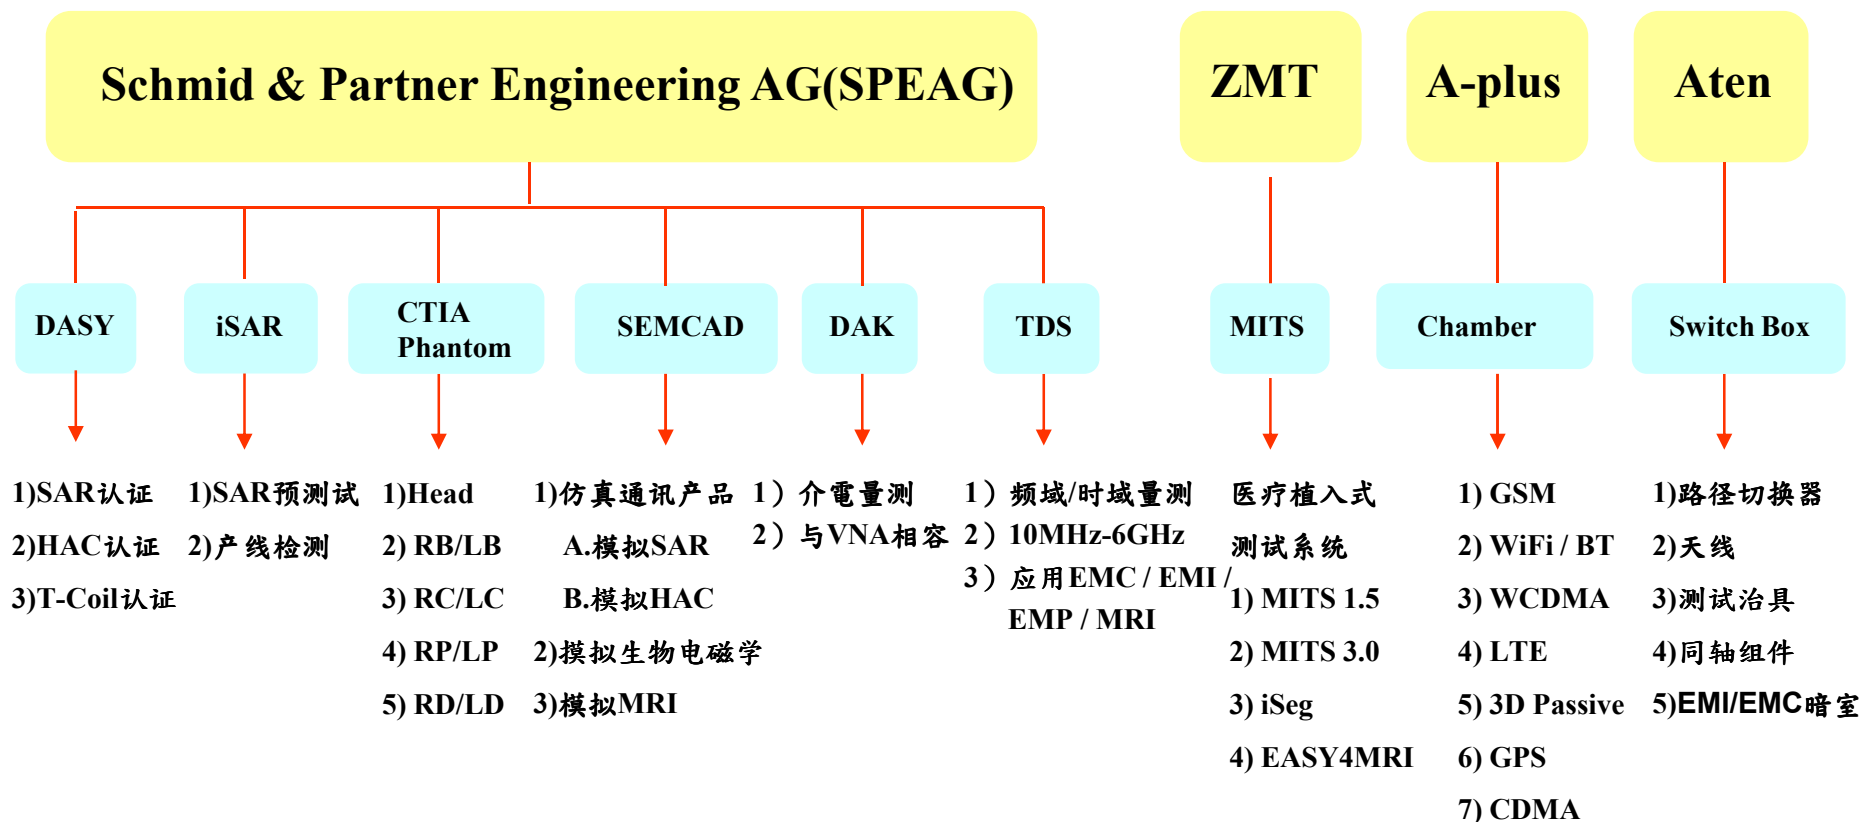 Schmid & Partner Engineering AG(SPEAG)
ZMT
A-plus
Aten
DASY
iSAR
CTIA
Phantom
SEMCAD
DAK
TDS
MITS
Chamber
Switch Box
1)SAR认证
2)HAC认证
3)T-Coil认证
1)SAR预测试
2)产线检测
1)Head
2) RB/LB
3) RC/LC
4) RP/LP
5) RD/LD
1)仿真通讯产品
A.模拟SAR
B.模拟HAC
2)摸拟生物电磁学
3)模拟MRI
1）介電量测
2）与VNA相容
1）频域/时域量测
2）10MHz-6GHz
3）应用EMC / EMI /
EMP / MRI
医疗植入式
测试系统
1) MITS 1.5
2) MITS 3.0
3) iSeg
4) EASY4MRI
1) GSM
2) WiFi / BT
3) WCDMA
4) LTE
5) 3D Passive
6) GPS
7) CDMA
1)路径切换器
2)天线
3)测试治具
4)同轴组件
5)EMI/EMC暗室